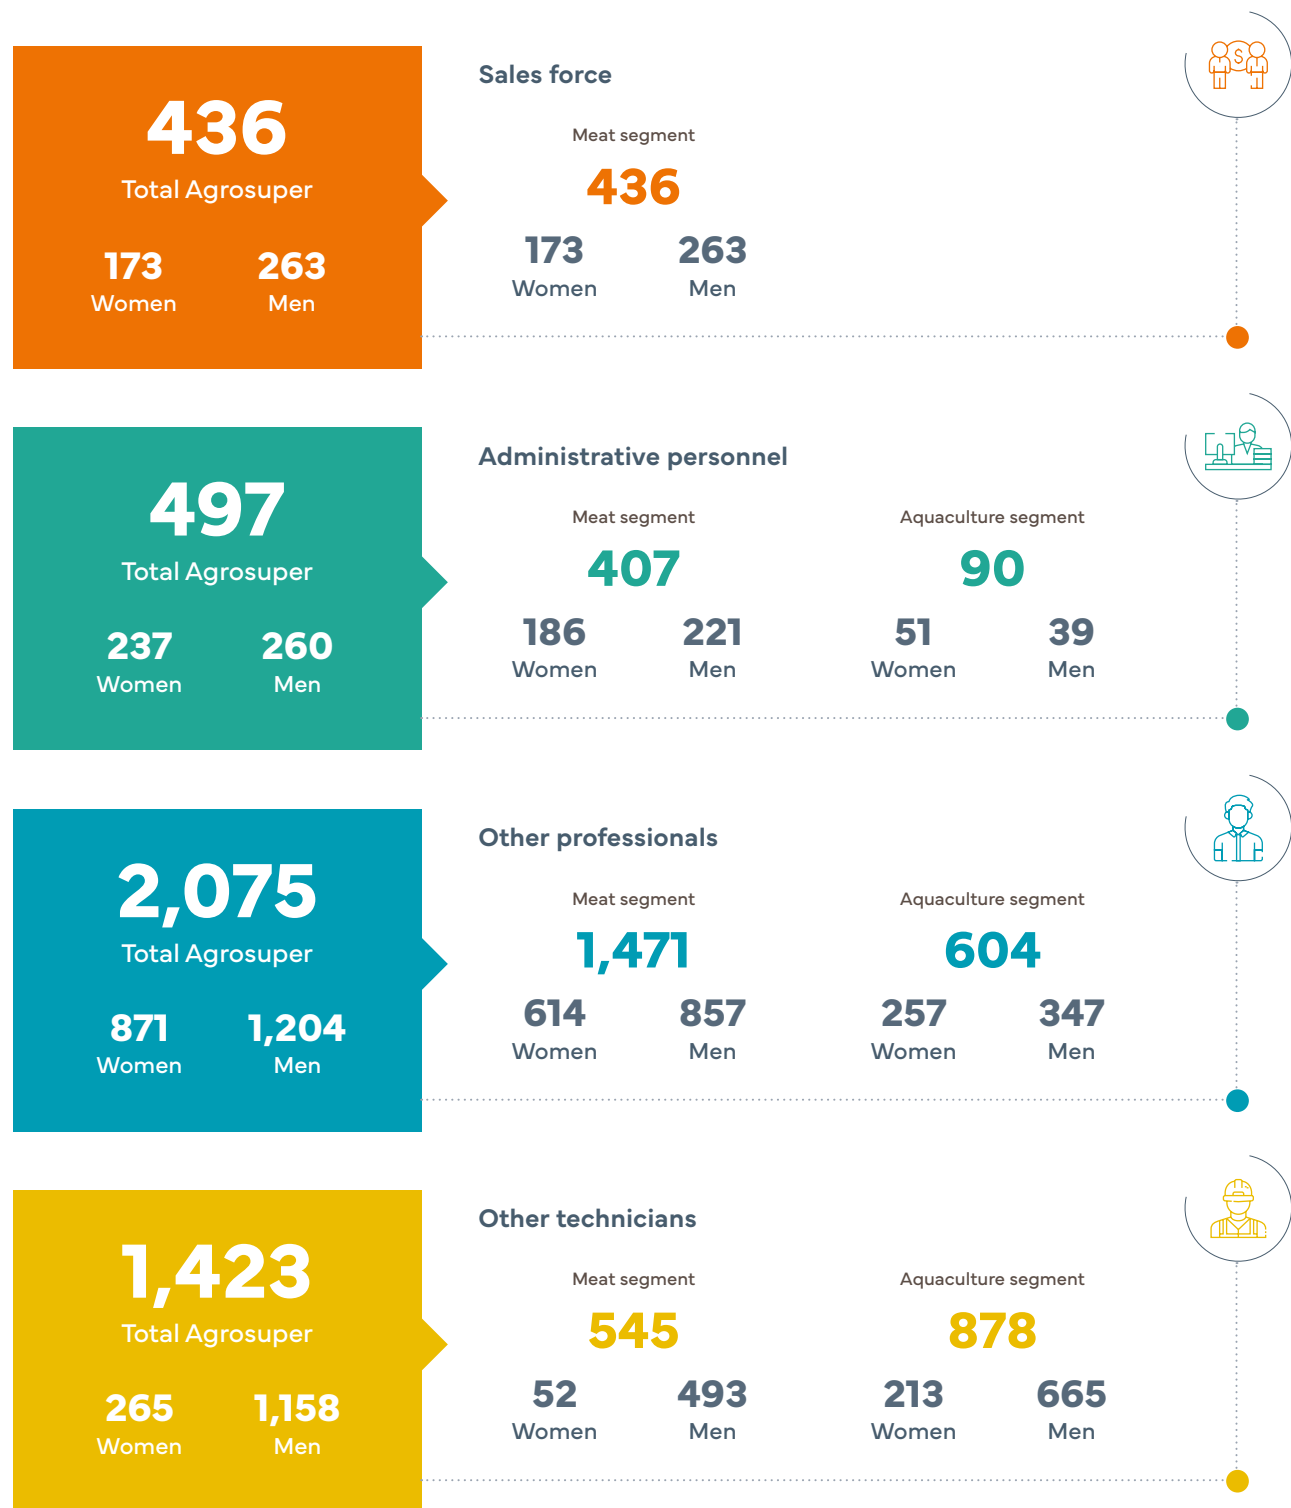 436
Total Agrosuper
173 263
Women Men
Sales force
Meat segment
436
173 263
Women Men
$
497
Total Agrosuper
237 260
Women Men
Administrative personnel
Meat segment Aquaculture segment
407 90
186 221 51 39
Women Men Women Men
2,075
Total Agrosuper
871 1,204
Women Men
Other professionals
Meat segment Aquaculture segment
1,471 604
614 857 257 347
Women Men Women Men
1,423
Total Agrosuper
265 1,158
Women Men
Other technicians
Meat segment Aquaculture segment
545 878
52 493 213 665
Women Men Women Men